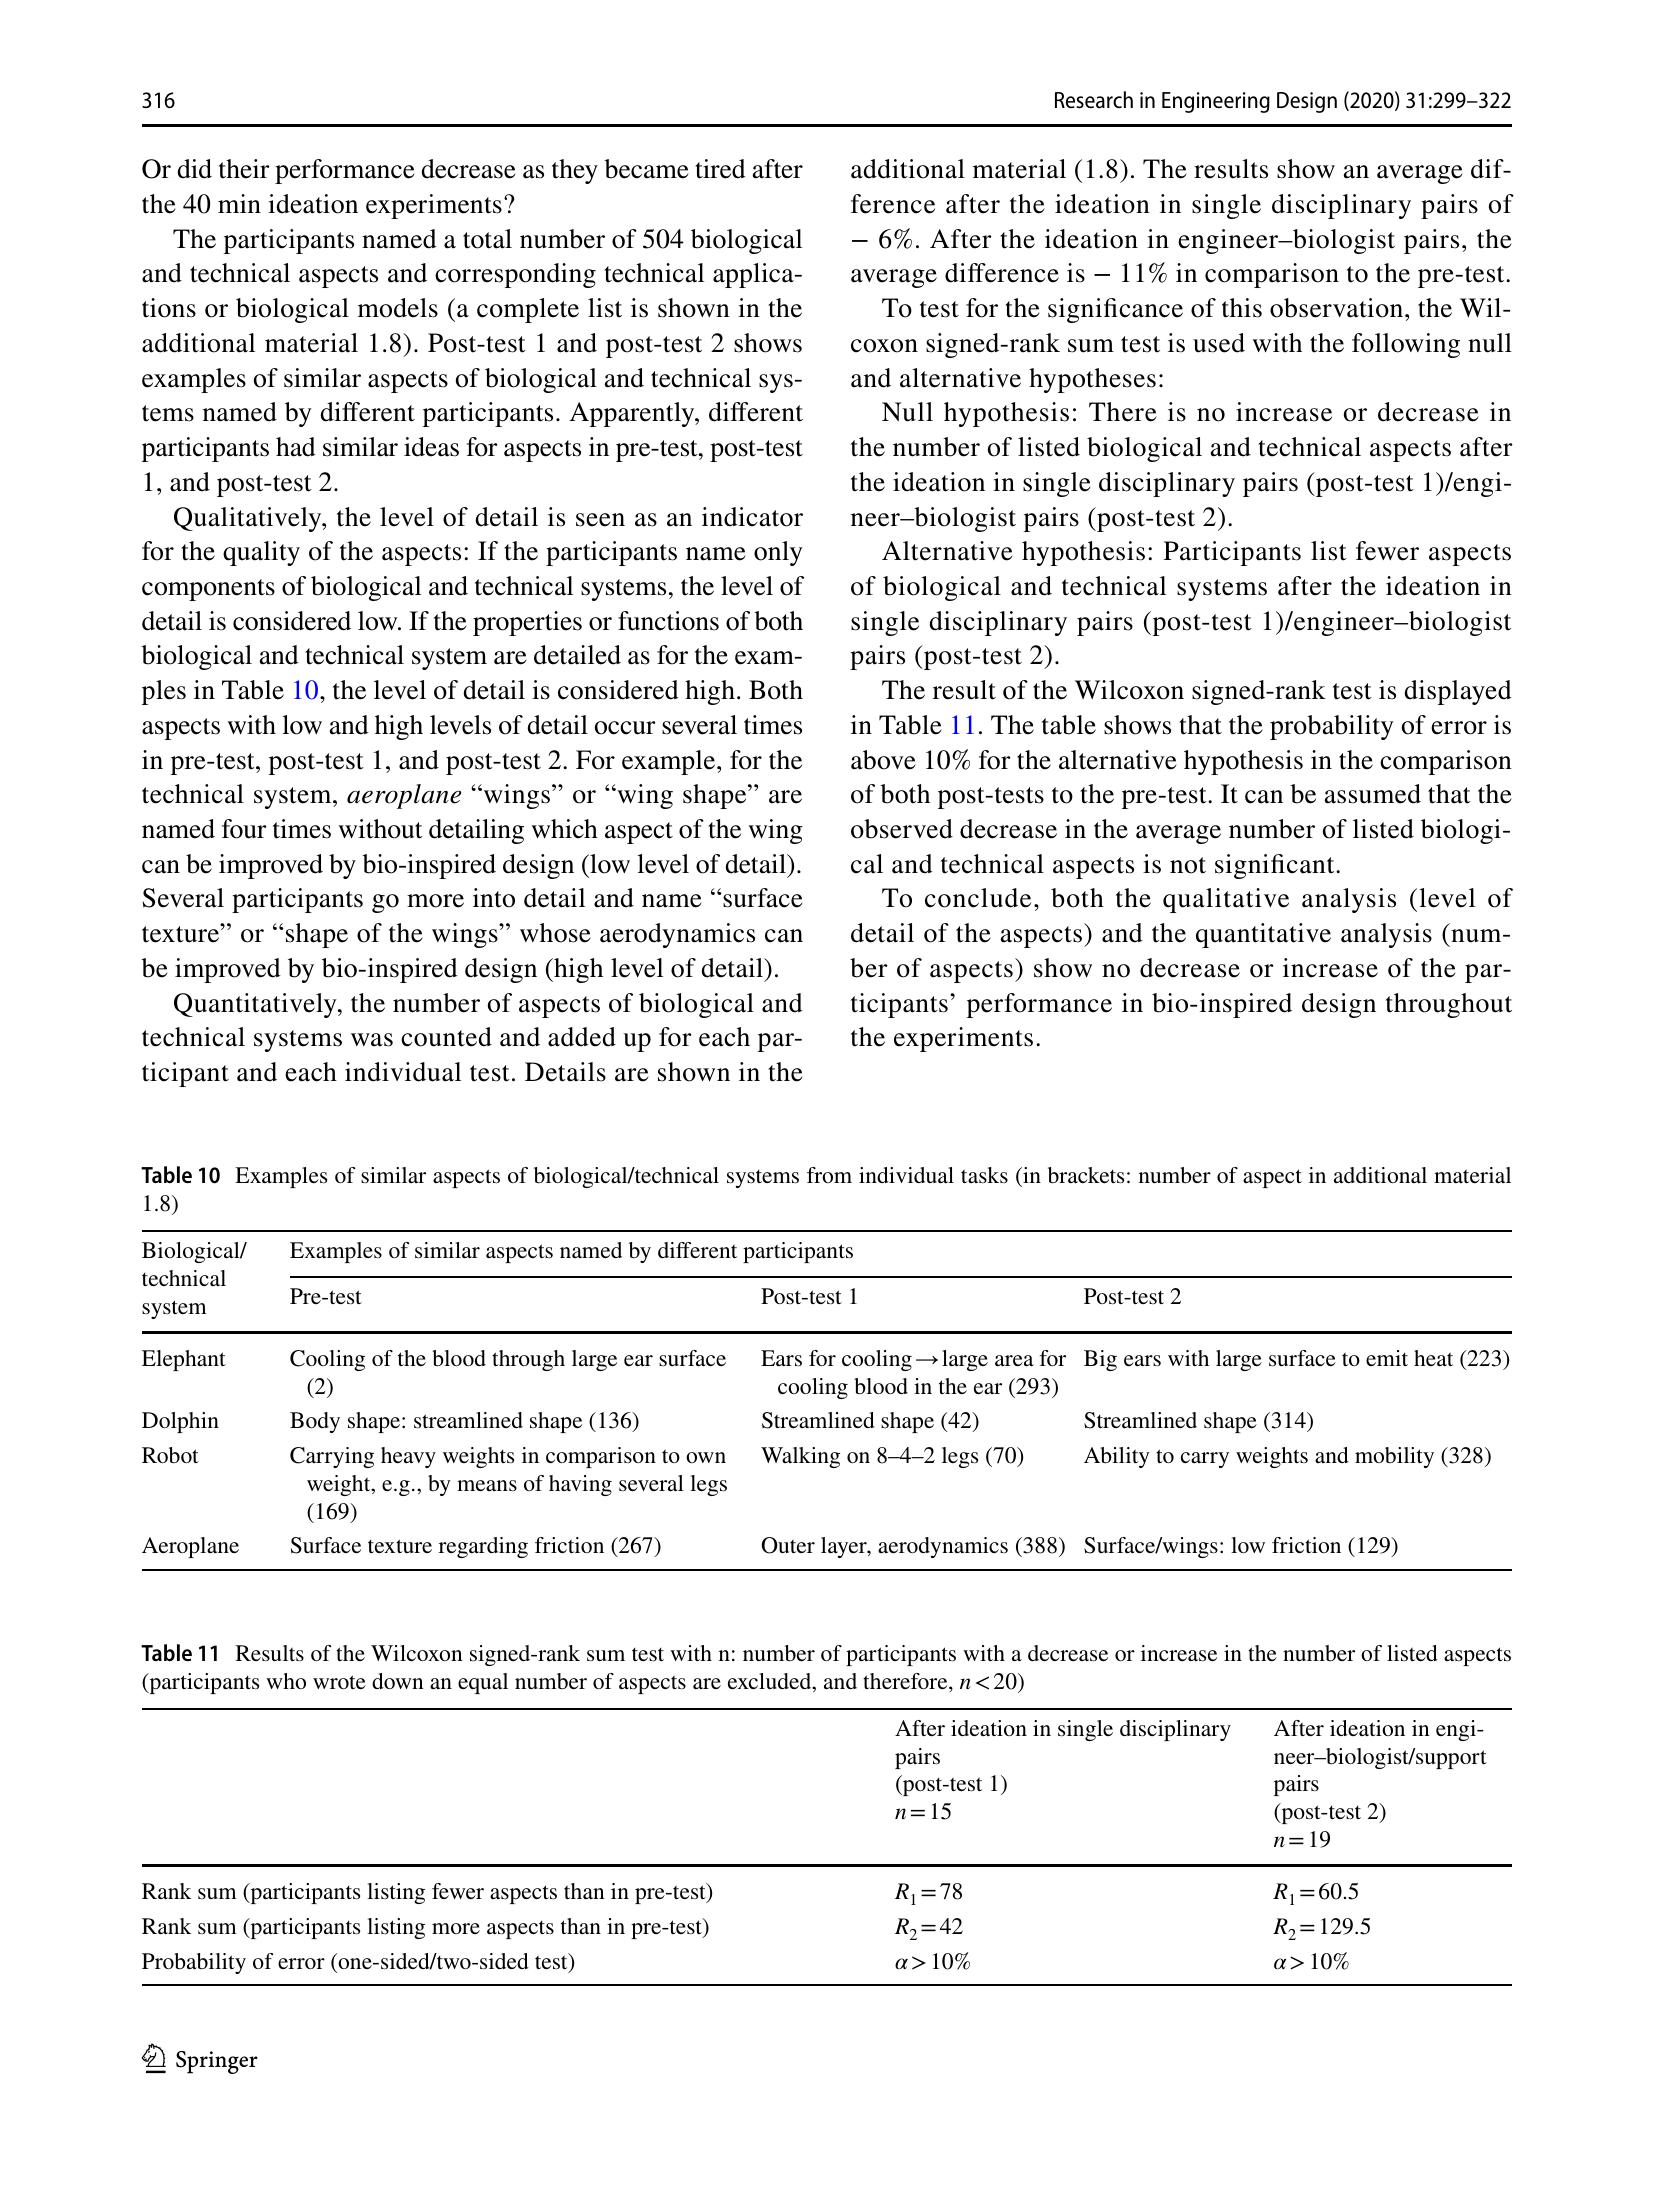 316
Research in Engineering Design (2020) 31:299–322
Or did their performance decrease as they became tired after
the 40 min ideation experiments?
The participants named a total number of 504 biological
and technical aspects and corresponding technical applica-
tions or biological models (a complete list is shown in the
additional material 1.8). Post-test 1 and post-test 2 shows
examples of similar aspects of biological and technical sys-
tems named by different participants. Apparently, different
participants had similar ideas for aspects in pre-test, post-test
1, and post-test 2.
Qualitatively, the level of detail is seen as an indicator
for the quality of the aspects: If the participants name only
components of biological and technical systems, the level of
detail is considered low. If the properties or functions of both
biological and technical system are detailed as for the exam-
ples in Table 10, the level of detail is considered high. Both
aspects with low and high levels of detail occur several times
in pre-test, post-test 1, and post-test 2. For example, for the
technical system, aeroplane “wings” or “wing shape” are
named four times without detailing which aspect of the wing
can be improved by bio-inspired design (low level of detail).
Several participants go more into detail and name “surface
texture” or “shape of the wings” whose aerodynamics can
be improved by bio-inspired design (high level of detail).
Quantitatively, the number of aspects of biological and
technical systems was counted and added up for each par-
ticipant and each individual test. Details are shown in the
additional material (1.8). The results show an average dif-
ference after the ideation in single disciplinary pairs of
− 6%. After the ideation in engineer–biologist pairs, the
average difference is − 11% in comparison to the pre-test.
To test for the significance of this observation, the Wil-
coxon signed-rank sum test is used with the following null
and alternative hypotheses:
Null hypothesis: There is no increase or decrease in
the number of listed biological and technical aspects after
the ideation in single disciplinary pairs (post-test 1)/engi-
neer–biologist pairs (post-test 2).
Alternative hypothesis: Participants list fewer aspects
of biological and technical systems after the ideation in
single disciplinary pairs (post-test 1)/engineer–biologist
pairs (post-test 2).
The result of the Wilcoxon signed-rank test is displayed
in Table 11. The table shows that the probability of error is
above 10% for the alternative hypothesis in the comparison
of both post-tests to the pre-test. It can be assumed that the
observed decrease in the average number of listed biologi-
cal and technical aspects is not significant.
To conclude, both the qualitative analysis (level of
detail of the aspects) and the quantitative analysis (num-
ber of aspects) show no decrease or increase of the par-
ticipants’ performance in bio-inspired design throughout
the experiments.
Table 10 Examples of similar aspects of biological/technical systems from individual tasks (in brackets: number of aspect in additional material
1.8)
Biological/
technical
system
Examples of similar aspects named by different participants
Pre-test
Post-test 1
Post-test 2
Elephant
Cooling of the blood through large ear surface
(2)
Ears for cooling → large area for
cooling blood in the ear (293)
Big ears with large surface to emit heat (223)
Dolphin
Body shape: streamlined shape (136)
Streamlined shape (42)
Streamlined shape (314)
Robot
Carrying heavy weights in comparison to own
weight, e.g., by means of having several legs
(169)
Walking on 8–4–2 legs (70)
Ability to carry weights and mobility (328)
Aeroplane
Surface texture regarding friction (267)
Outer layer, aerodynamics (388)
Surface/wings: low friction (129)
Table 11 Results of the Wilcoxon signed-rank sum test with n: number of participants with a decrease or increase in the number of listed aspects
(participants who wrote down an equal number of aspects are excluded, and therefore, n < 20)
After ideation in single disciplinary
pairs
(post-test 1)
n = 15
After ideation in engi-
neer–biologist/support
pairs
(post-test 2)
n = 19
Rank sum (participants listing fewer aspects than in pre-test)
R1 = 78
R1 = 60.5
Rank sum (participants listing more aspects than in pre-test)
R2 = 42
R2 = 129.5
Probability of error (one-sided/two-sided test)
α > 10%
α > 10%
Springer